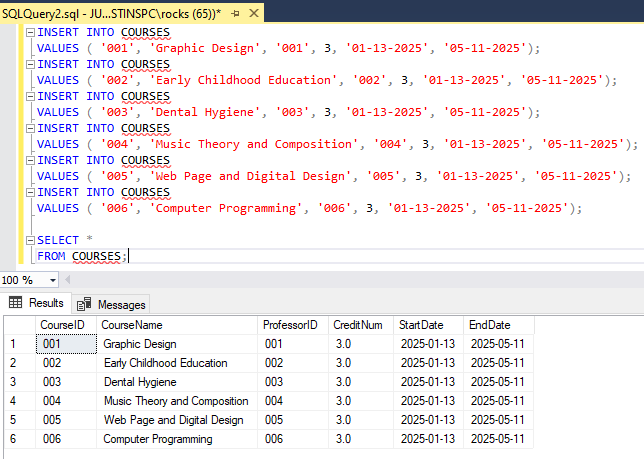 SQLQuery2.sql - JU...STINSPC\rocks (65))*
INSERT INTO COURSES
VALUES ( '001', 'Graphic Design', '001', 3, '01-13-2025', '05-11-2025');
INSERT INTO COURSES
VALUES ( '002', 'Early Childhood Education', '002', 3, '01-13-2025', '05-11-2025');
INSERT INTO COURSES
VALUES ( '003', 'Dental Hygiene', '003', 3, '01-13-2025', '05-11-2025');
INSERT INTO COURSES
VALUES ( '004', 'Music Theory and Composition', '004', 3, '01-13-2025', '05-11-2025');
INSERT INTO COURSES
VALUES ( '005', 'Web Page and Digital Design', '005', 3, '01-13-2025', '05-11-2025');
INSERT INTO COURSES
VALUES ( '006', 'Computer Programming', '006', 3, '01-13-2025', '05-11-2025');
SELECT *
FROM COURSES;
100 %
Results Messages
CourseID CourseName ProfessorID CreditNum StartDate EndDate
1 001 Graphic Design 001 3.0 2025-01-13 2025-05-11
2 002 Early Childhood Education 002 3.0 2025-01-13 2025-05-11
3 003 Dental Hygiene 003 3.0 2025-01-13 2025-05-11
4 004 Music Theory and Composition 004 3.0 2025-01-13 2025-05-11
5 005 Web Page and Digital Design 005 3.0 2025-01-13 2025-05-11
6 006 Computer Programming 006 3.0 2025-01-13 2025-05-11